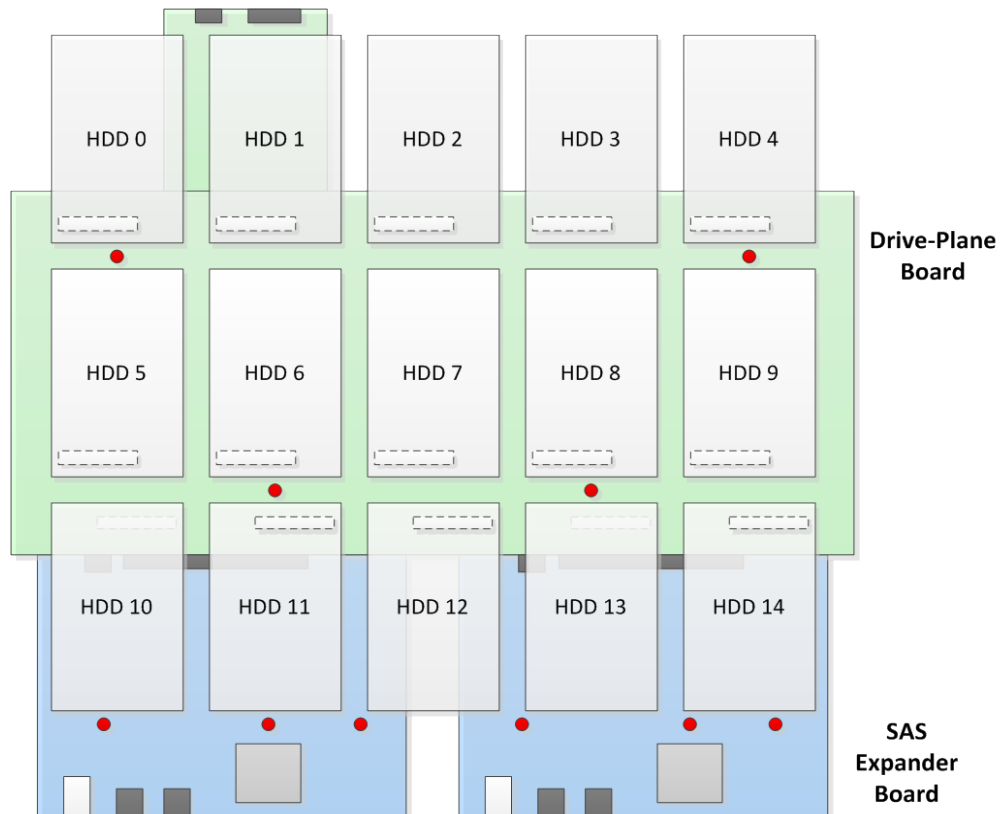 HDD 0
HDD 1
HDD 2
HDD 3
HDD 4
Drive-Plane
Board
HDD 5
HDD 6
HDD 7
HDD 8
HDD 9
HDD 10
HDD 11
HDD 12
HDD 13
HDD 14
SAS
Expander
Board